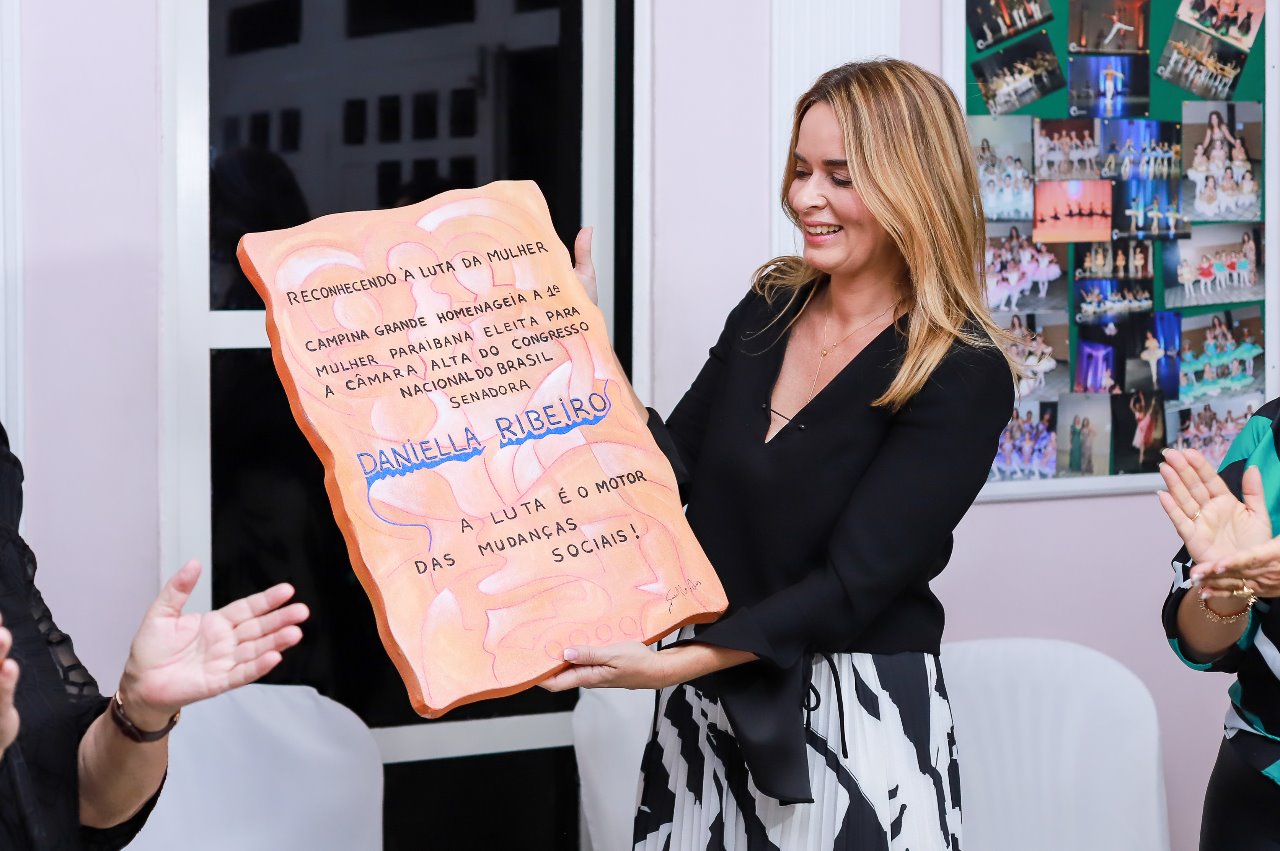 RECONHECENDO À LUTA DA MULHER
CAMPINA GRANDE HOMENAGEIA A 1ª
MULHER PARAIBANA ELEITA PARA
A CÂMARA ALTA DO CONGRESSO
NACIONAL DO BRASIL
SENADORA
DANIELLA RIBEIRO
A LUTA É O MOTOR
DAS MUDANÇAS
SOCIAIS!